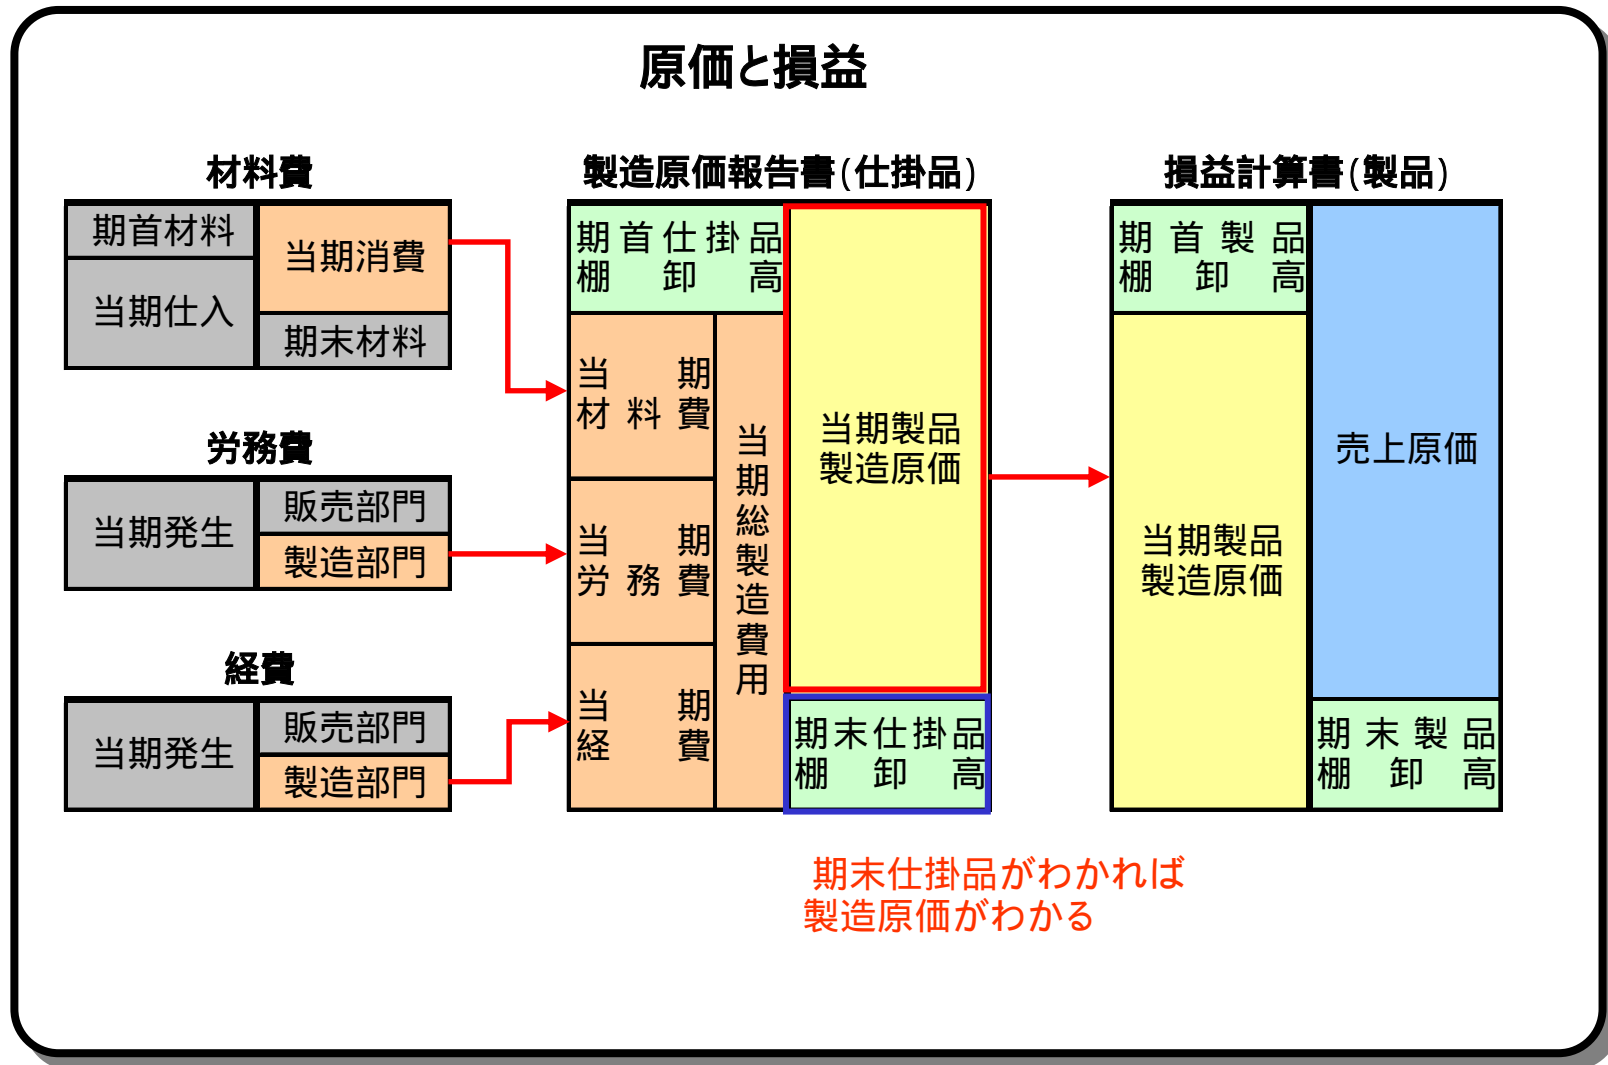 原価と損益
材料費
期首材料
当期仕入
当期消費
期末材料
労務費
当期発生
販売部門
製造部門
経費
当期発生
販売部門
製造部門
製造原価報告書(仕掛品)
期首仕掛品
棚卸高
当期
材料費
当期
労務費
当期
経費
当期総製造費用
当期製品
製造原価
期末仕掛品
棚卸高
損益計算書(製品)
期首製品
棚卸高
当期製品
製造原価
売上原価
期末製品
棚卸高
期末仕掛品がわかれば
製造原価がわかる